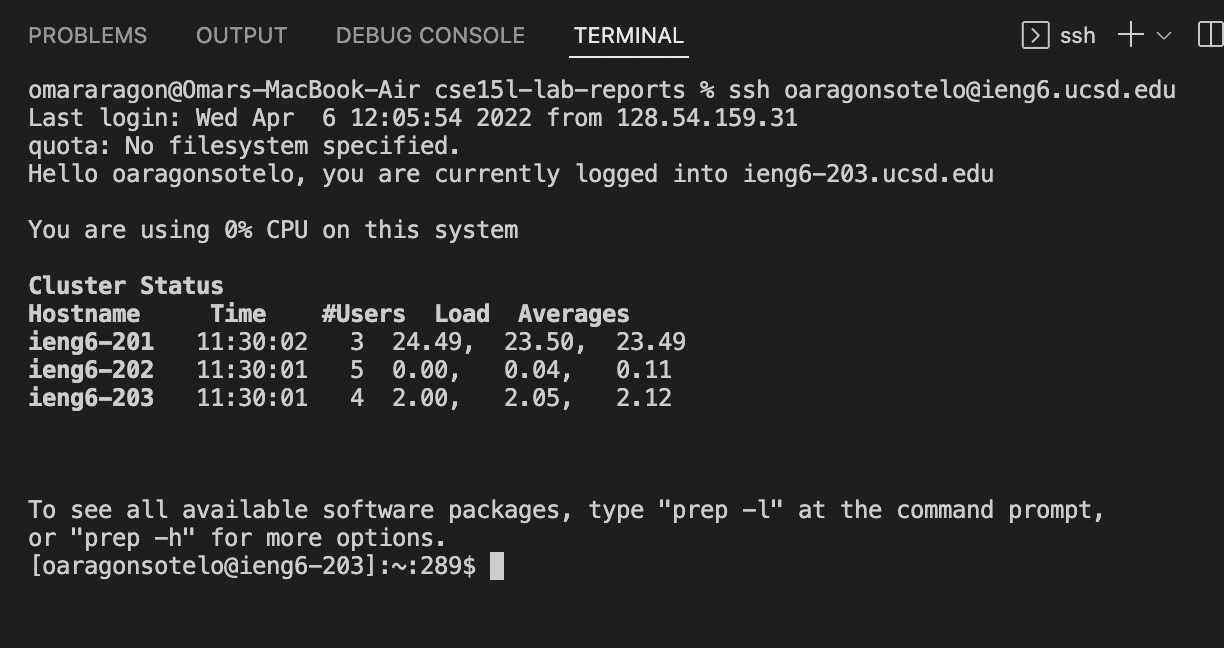 PROBLEMS OUTPUT DEBUG CONSOLE TERMINAL ssh
omararagon@Omars-MacBook-Air cse15l-lab-reports % ssh oaragonsotelo@ieng6.ucsd.edu
Last login: Wed Apr  6 12:05:54 2022 from 128.54.159.31
quota: No filesystem specified.
Hello oaragonsotelo, you are currently logged into ieng6-203.ucsd.edu
You are using 0% CPU on this system
Cluster Status
Hostname     Time    #Users  Load  Averages
ieng6-201   11:30:02   3  24.49,  23.50,  23.49
ieng6-202   11:30:01   5  0.00,   0.04,   0.11
ieng6-203   11:30:01   4  2.00,   2.05,   2.12
To see all available software packages, type "prep -l" at the command prompt,
or "prep -h" for more options.
[oaragonsotelo@ieng6-203]:~:289$